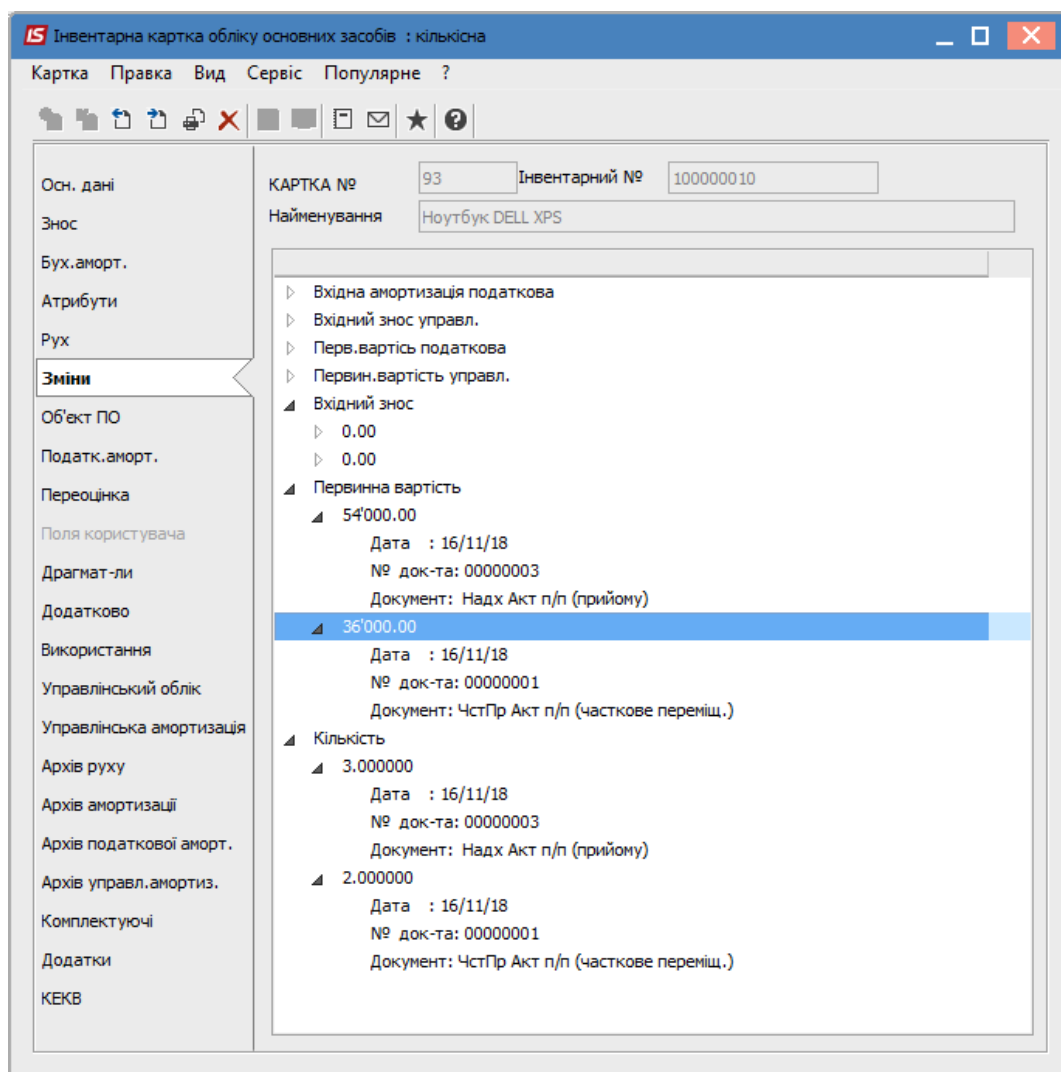 Інвентарна картка обліку основних засобів : кількісна
Картка Правка Вид Сервіс Популярне ?
КАРТКА № 93 Інвентарний № 100000010
Найменування Ноутбук DELL XPS
Осн. дані
Знос
Бух.аморт.
Атрибути
Рух
Зміни
Об'єкт ПО
Податк.аморт.
Переоцінка
Поля користувача
Драгмат-ли
Додатково
Використання
Управлінський облік
Управлінська амортизація
Архів руху
Архів амортизації
Архів податкової аморт.
Архів управл.амортиз.
Комплектуючі
Додатки
КЕКВ
Вхідна амортизація податкова
Вхідний знос управл.
Перв.вартісь податкова
Первин.вартість управл.
Вхідний знос
0.00
0.00
Первинна вартість
54'000.00
Дата : 16/11/18
№ док-та: 00000003
Документ: Надх Акт п/п (прийому)
36'000.00
Дата : 16/11/18
№ док-та: 00000001
Документ: ЧстПр Акт п/п (часткове переміщ.)
Кількість
3.000000
Дата : 16/11/18
№ док-та: 00000003
Документ: Надх Акт п/п (прийому)
2.000000
Дата : 16/11/18
№ док-та: 00000001
Документ: ЧстПр Акт п/п (часткове переміщ.)